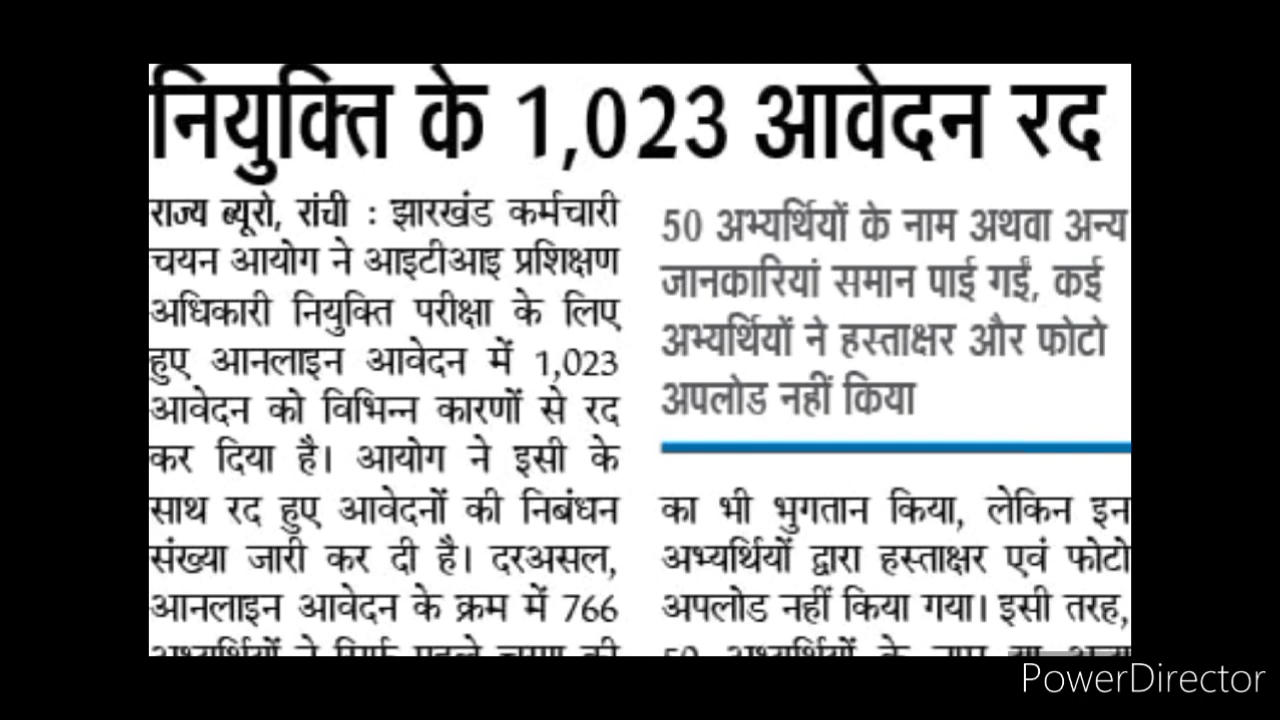 नियुक्ति के 1,023 आवेदन रद
राज्य ब्यूरो, रांची : झारखंड कर्मचारी
चयन आयोग ने आइटीआइ प्रशिक्षण
अधिकारी नियुक्ति परीक्षा के लिए
हुए आनलाइन आवेदन में 1,023
आवेदन को विभिन्न कारणों से रद
कर दिया है। आयोग ने इसी के
साथ रद हुए आवेदनों की निबंधन
संख्या जारी कर दी है। दरअसल,
आनलाइन आवेदन के क्रम में 766
50 अभ्यर्थियों के नाम अथवा अन्य
जानकारियां समान पाई गईं, कई
अभ्यर्थियों ने हस्ताक्षर और फोटो
अपलोड नहीं किया
का भी भुगतान किया, लेकिन इन
अभ्यर्थियों द्वारा हस्ताक्षर एवं फोटो
अपलोड नहीं किया गया। इसी तरह,
PowerDirector